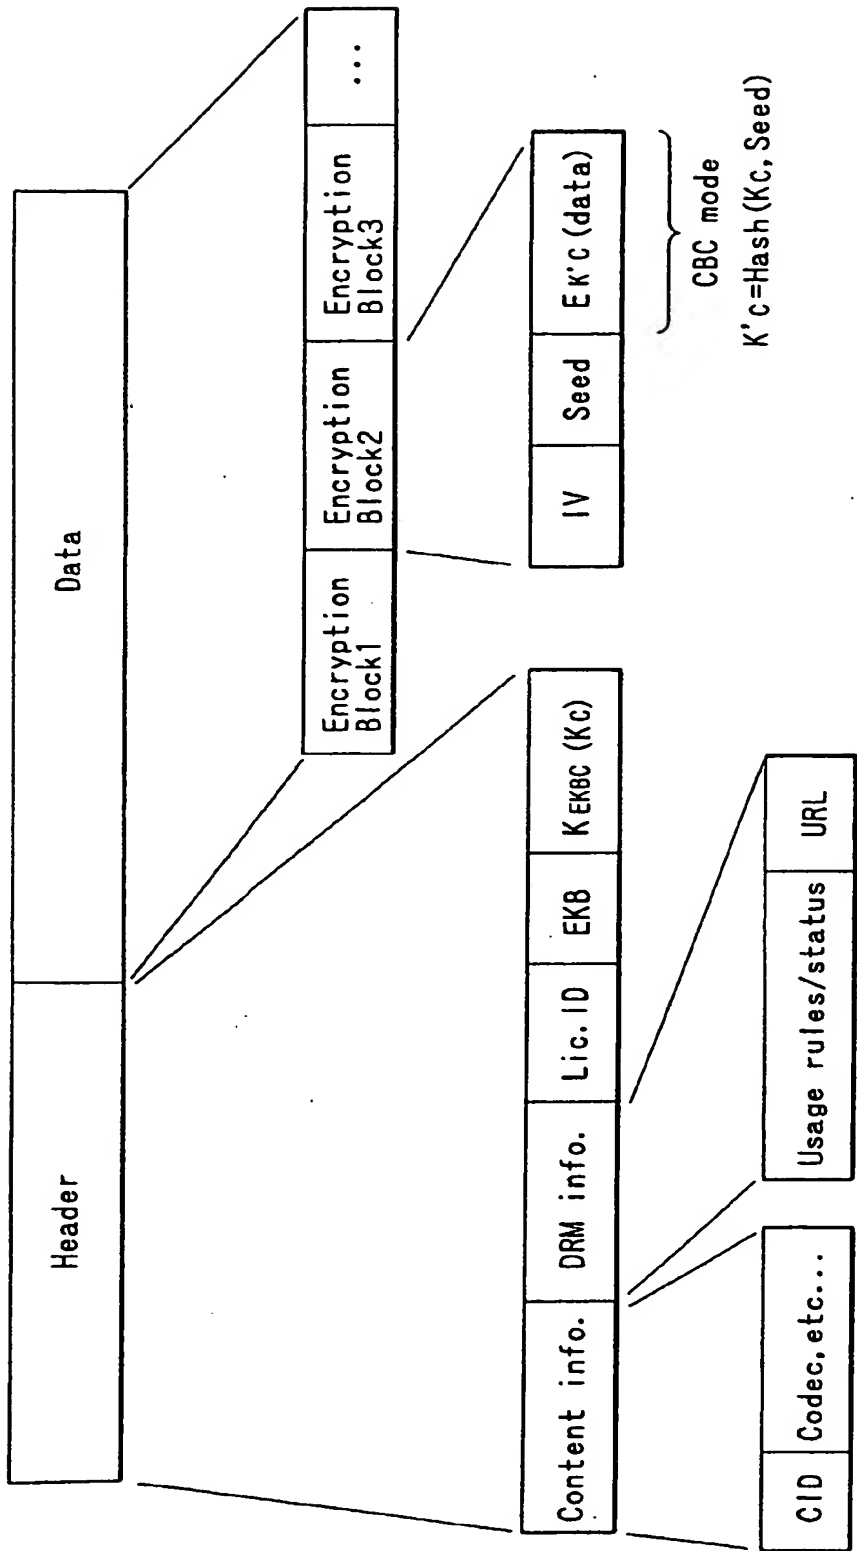 Header
Data
Encryption
Block1
Encryption
Block2
Encryption
Block3
...
Content info.
DRM info.
Lic. ID
EKB
KEKBC (Kc)
IV
Seed
EK'C (data)
CBC mode
K'c=Hash(Kc, Seed)
CID
Codec, etc....
Usage rules/status
URL